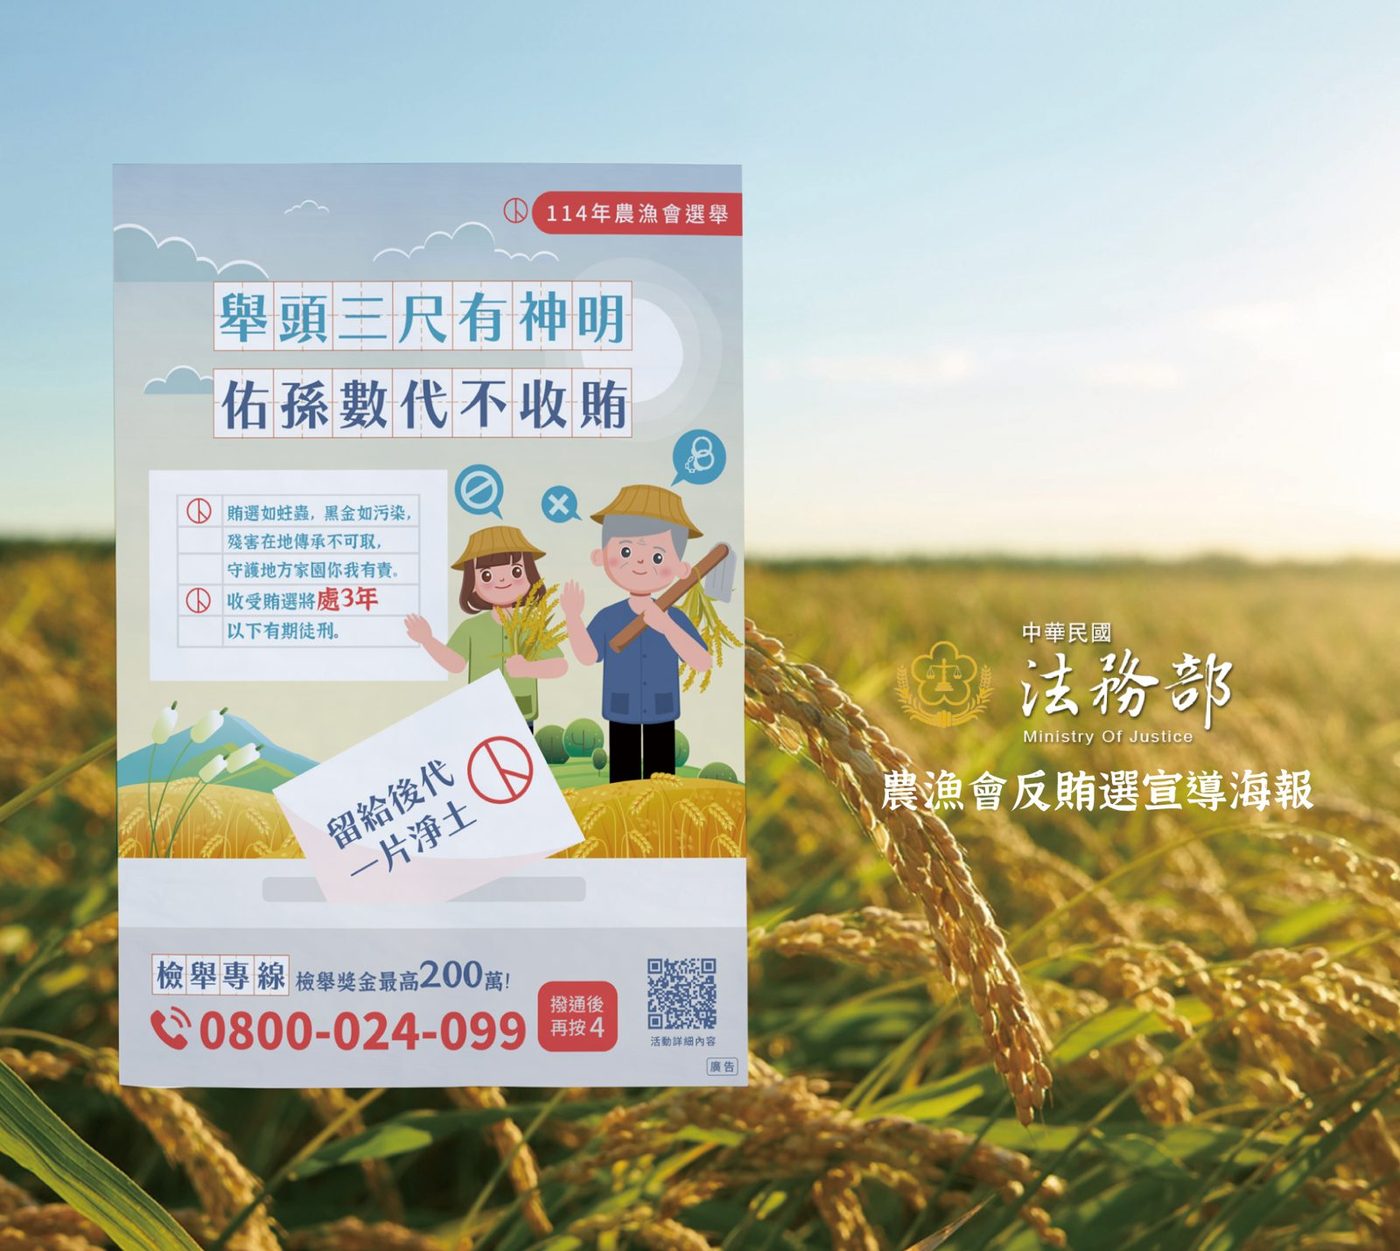 114年農漁會選舉
舉頭三尺有神明
佑孫數代不收賄
賄選如蛀蟲，黑金如污染，
殘害在地傳承不可取，
守護地方家園你我有責。
收受賄選將處3年
以下有期徒刑。
留給後代
一片淨土
檢舉專線 檢舉獎金最高200萬!
0800-024-099
撥通後
再按4
活動詳細內容
廣告
中華民國
法務部
Ministry Of Justice
農漁會反賄選宣導海報